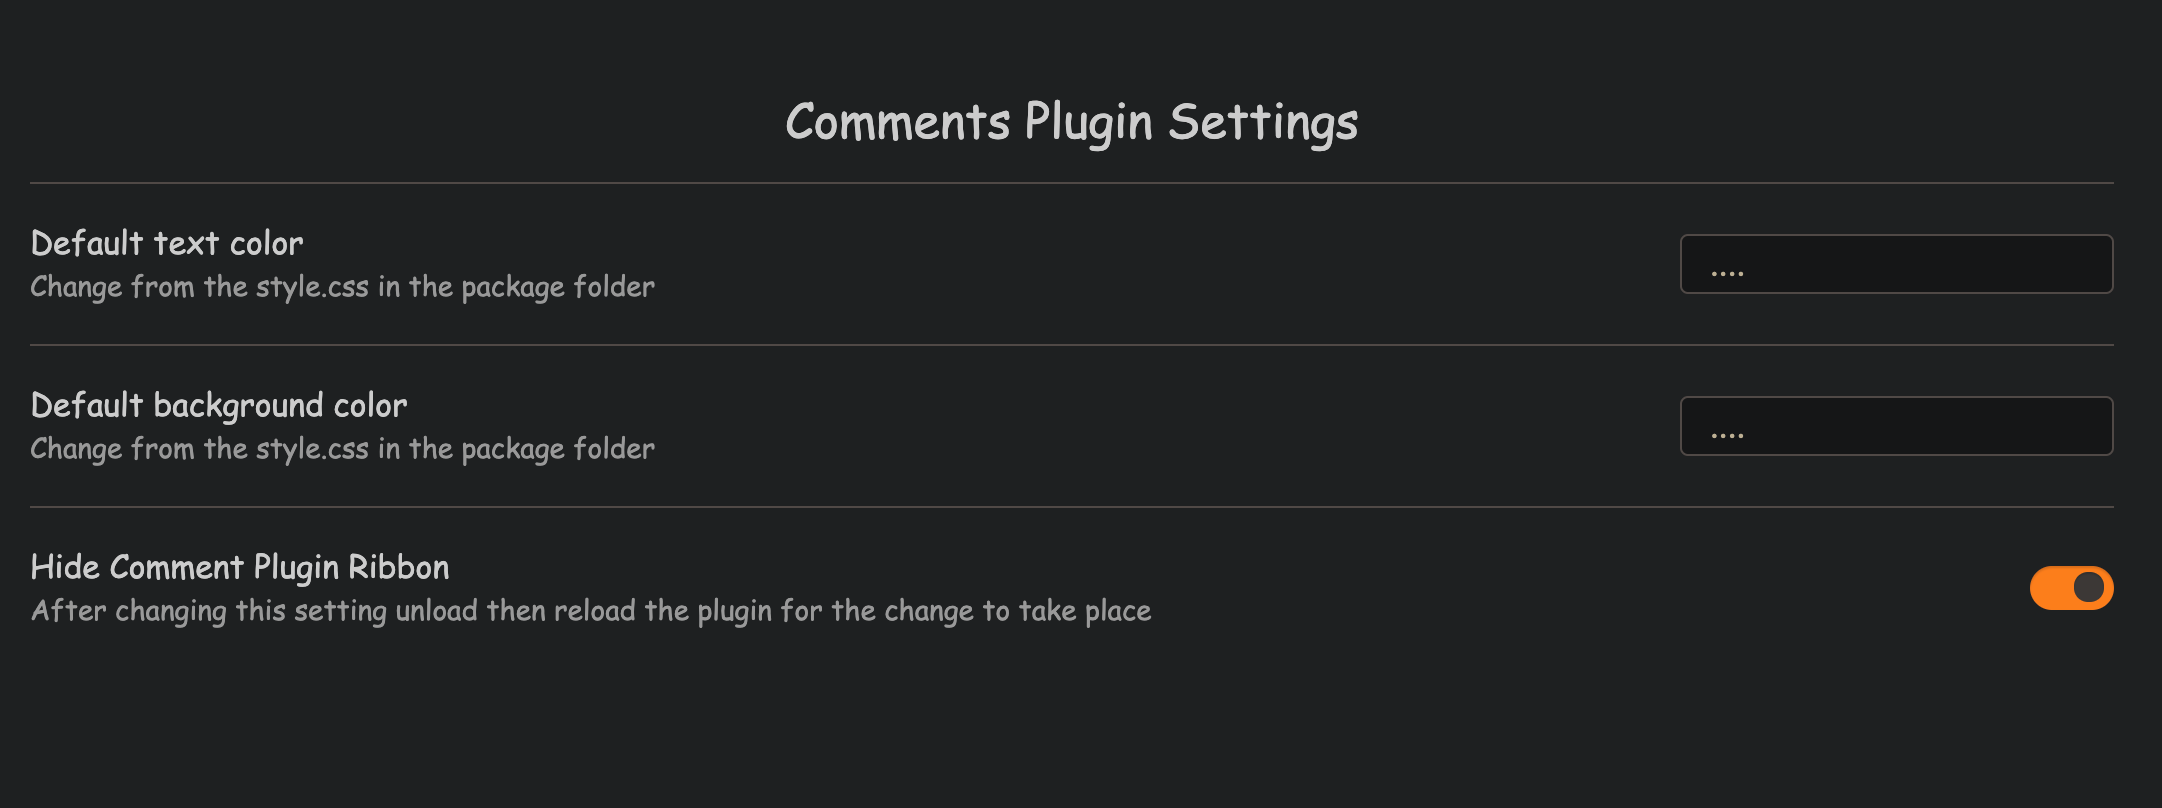 Comments Plugin Settings
Default text color
Change from the style.css in the package folder
....
Default background color
Change from the style.css in the package folder
....
Hide Comment Plugin Ribbon
After changing this setting unload then reload the plugin for the change to take place